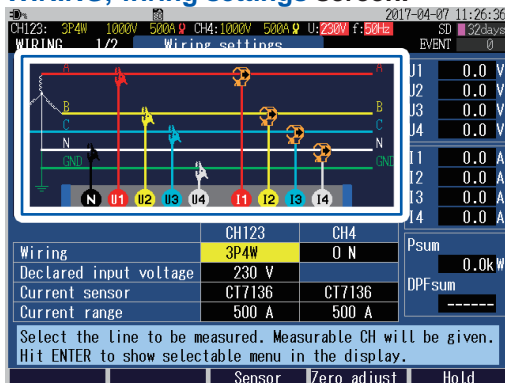 WIRING, wiring settings screen.
2017-04-07 11:26:36
CH123: 3P4W 1000V 500A CH4:1000V 500A U:230V f:50Hz SD 32days
WIRING 1/2 Wiring settings EVENT 0
A A
B B
C C
N N
GND GND
N U1 U2 U3 U4 I1 I2 I3 I4
U1 0.0 V
U2 0.0 V
U3 0.0 V
U4 0.0 V
I1 0.0 A
I2 0.0 A
I3 0.0 A
I4 0.0 A
Psum
0.0kW
DPFsum
------
CH123 CH4
Wiring 3P4W ON
Declared input voltage 230 V
Current sensor CT7136 CT7136
Current range 500 A 500 A
Select the line to be measured. Measurable CH will be given.
Hit ENTER to show selectable menu in the display.
Sensor Zero adjust Hold